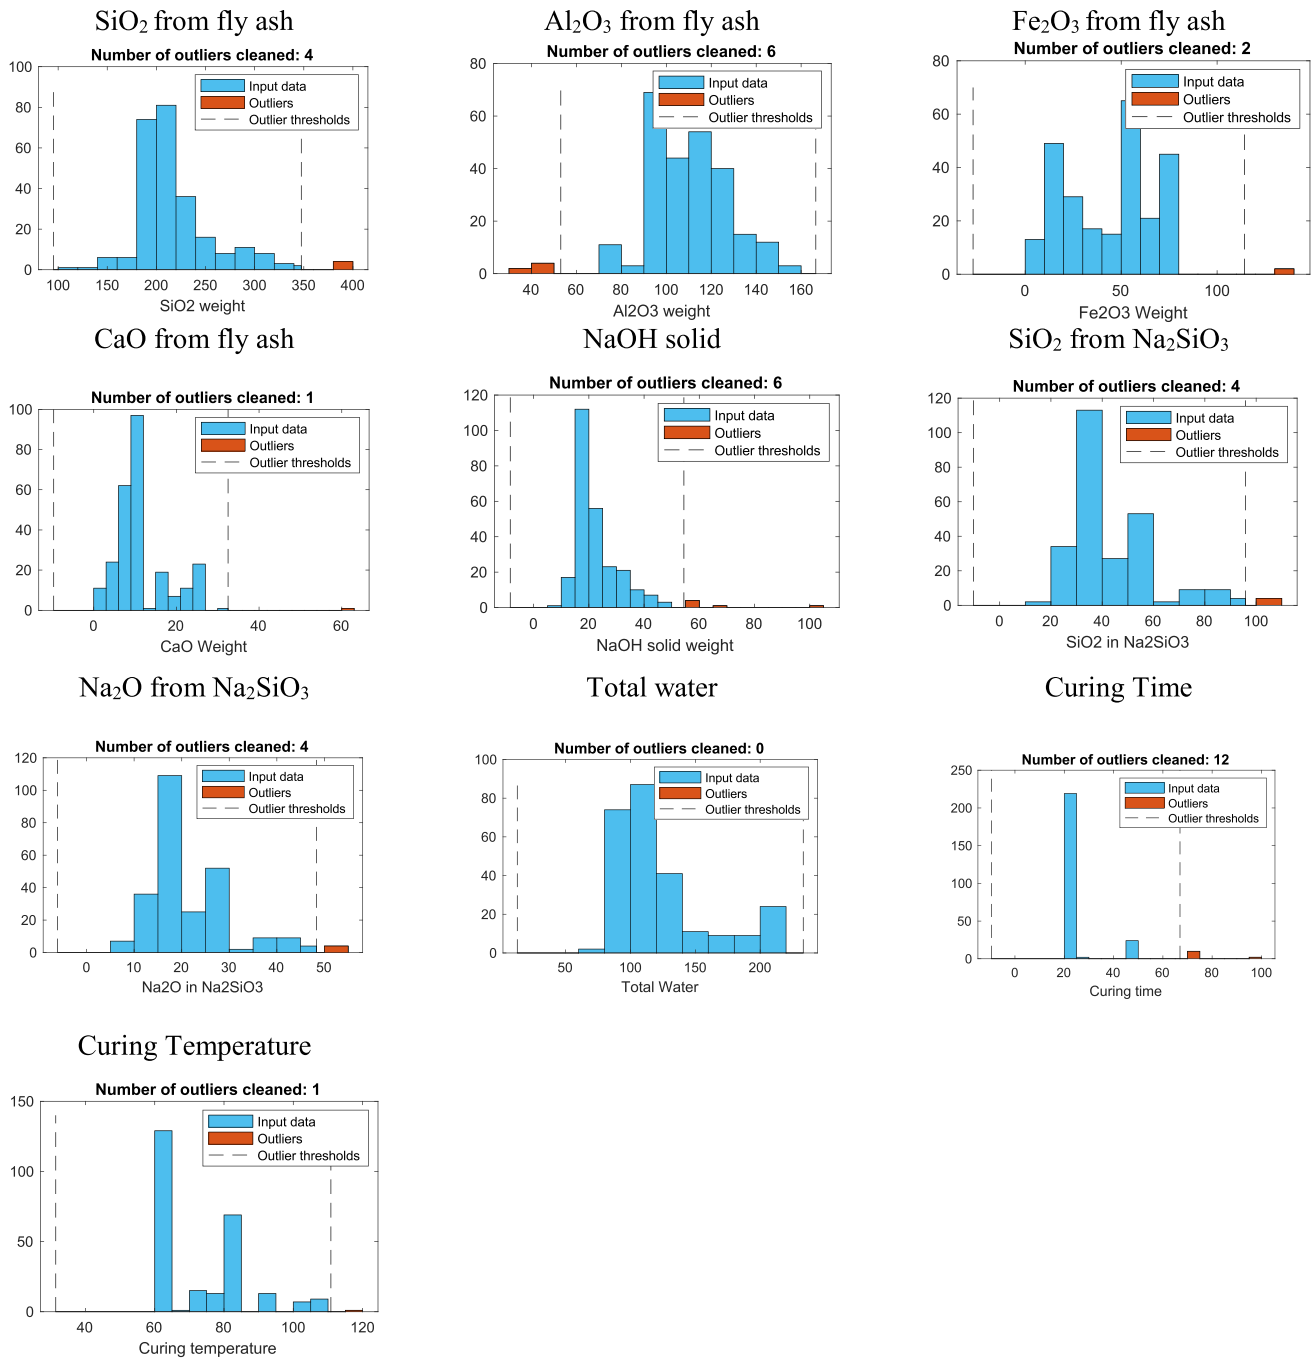 SiO₂ from fly ash
Number of outliers cleaned: 4
100
80
60
40
20
0
Input data
Outliers
Outlier thresholds
100 150 200 250 300 350 400
SiO2 weight
Al₂O₃ from fly ash
Number of outliers cleaned: 6
80
60
40
20
0
Input data
Outliers
Outlier thresholds
40 60 80 100 120 140 160
Al2O3 weight
Fe₂O₃ from fly ash
Number of outliers cleaned: 2
80
60
40
20
0
Input data
Outliers
Outlier thresholds
0 50 100
Fe2O3 Weight
CaO from fly ash
Number of outliers cleaned: 1
100
80
60
40
20
0
Input data
Outliers
Outlier thresholds
0 20 40 60
CaO Weight
NaOH solid
Number of outliers cleaned: 6
120
100
80
60
40
20
0
Input data
Outliers
Outlier thresholds
0 20 40 60 80 100
NaOH solid weight
SiO₂ from Na₂SiO₃
Number of outliers cleaned: 4
120
100
80
60
40
20
0
Input data
Outliers
Outlier thresholds
0 20 40 60 80 100
SiO2 in Na2SiO3
Na₂O from Na₂SiO₃
Number of outliers cleaned: 4
120
100
80
60
40
20
0
Input data
Outliers
Outlier thresholds
0 10 20 30 40 50
Na2O in Na2SiO3
Total water
Number of outliers cleaned: 0
100
80
60
40
20
0
Input data
Outliers
Outlier thresholds
50 100 150 200
Total Water
Curing Time
Number of outliers cleaned: 12
250
200
150
100
50
0
Input data
Outliers
Outlier thresholds
0 20 40 60 80 100
Curing time
Curing Temperature
Number of outliers cleaned: 1
150
100
50
0
Input data
Outliers
Outlier thresholds
40 60 80 100 120
Curing temperature